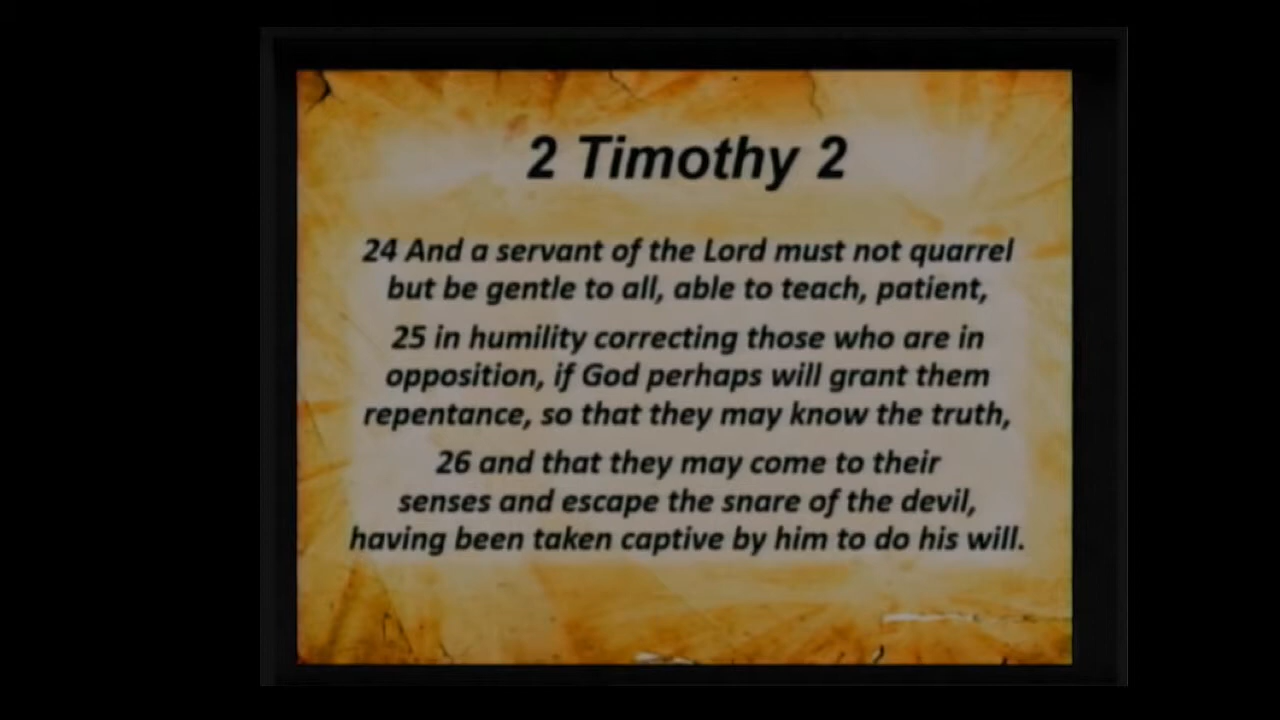 2 Timothy 2
24 And a servant of the Lord must not quarrel
but be gentle to all, able to teach, patient,
25 in humility correcting those who are in
opposition, if God perhaps will grant them
repentance, so that they may know the truth,
26 and that they may come to their
senses and escape the snare of the devil,
having been taken captive by him to do his will.